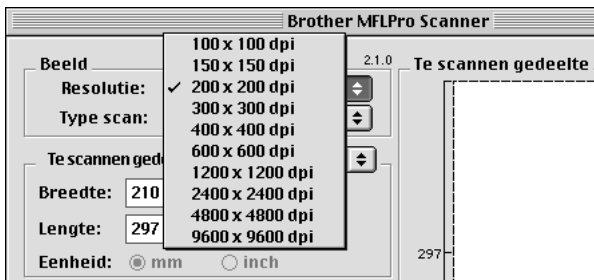 Brother MFLPro Scanner
Beeld
2.1.0
Resolutie:
Type scan:
100 x 100 dpi
150 x 150 dpi
✓ 200 x 200 dpi
300 x 300 dpi
400 x 400 dpi
600 x 600 dpi
1200 x 1200 dpi
2400 x 2400 dpi
4800 x 4800 dpi
9600 x 9600 dpi
Te scannen ged
Breedte: 210
Lengte: 297
Eenheid: mm inch
Te scannen gedeelte
297